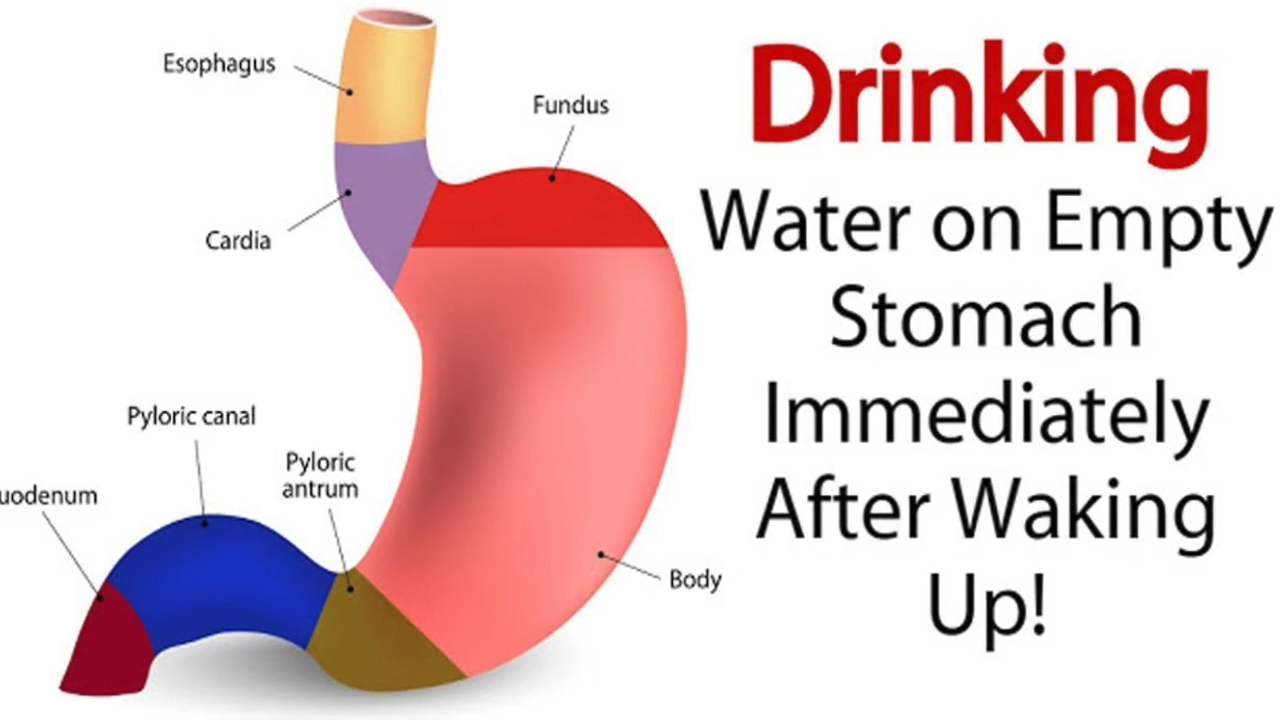 Esophagus
Fundus
Cardia
Pyloric canal
Pyloric
antrum
uodenum
Body
Drinking
Water on Empty
Stomach
Immediately
After Waking
Up!